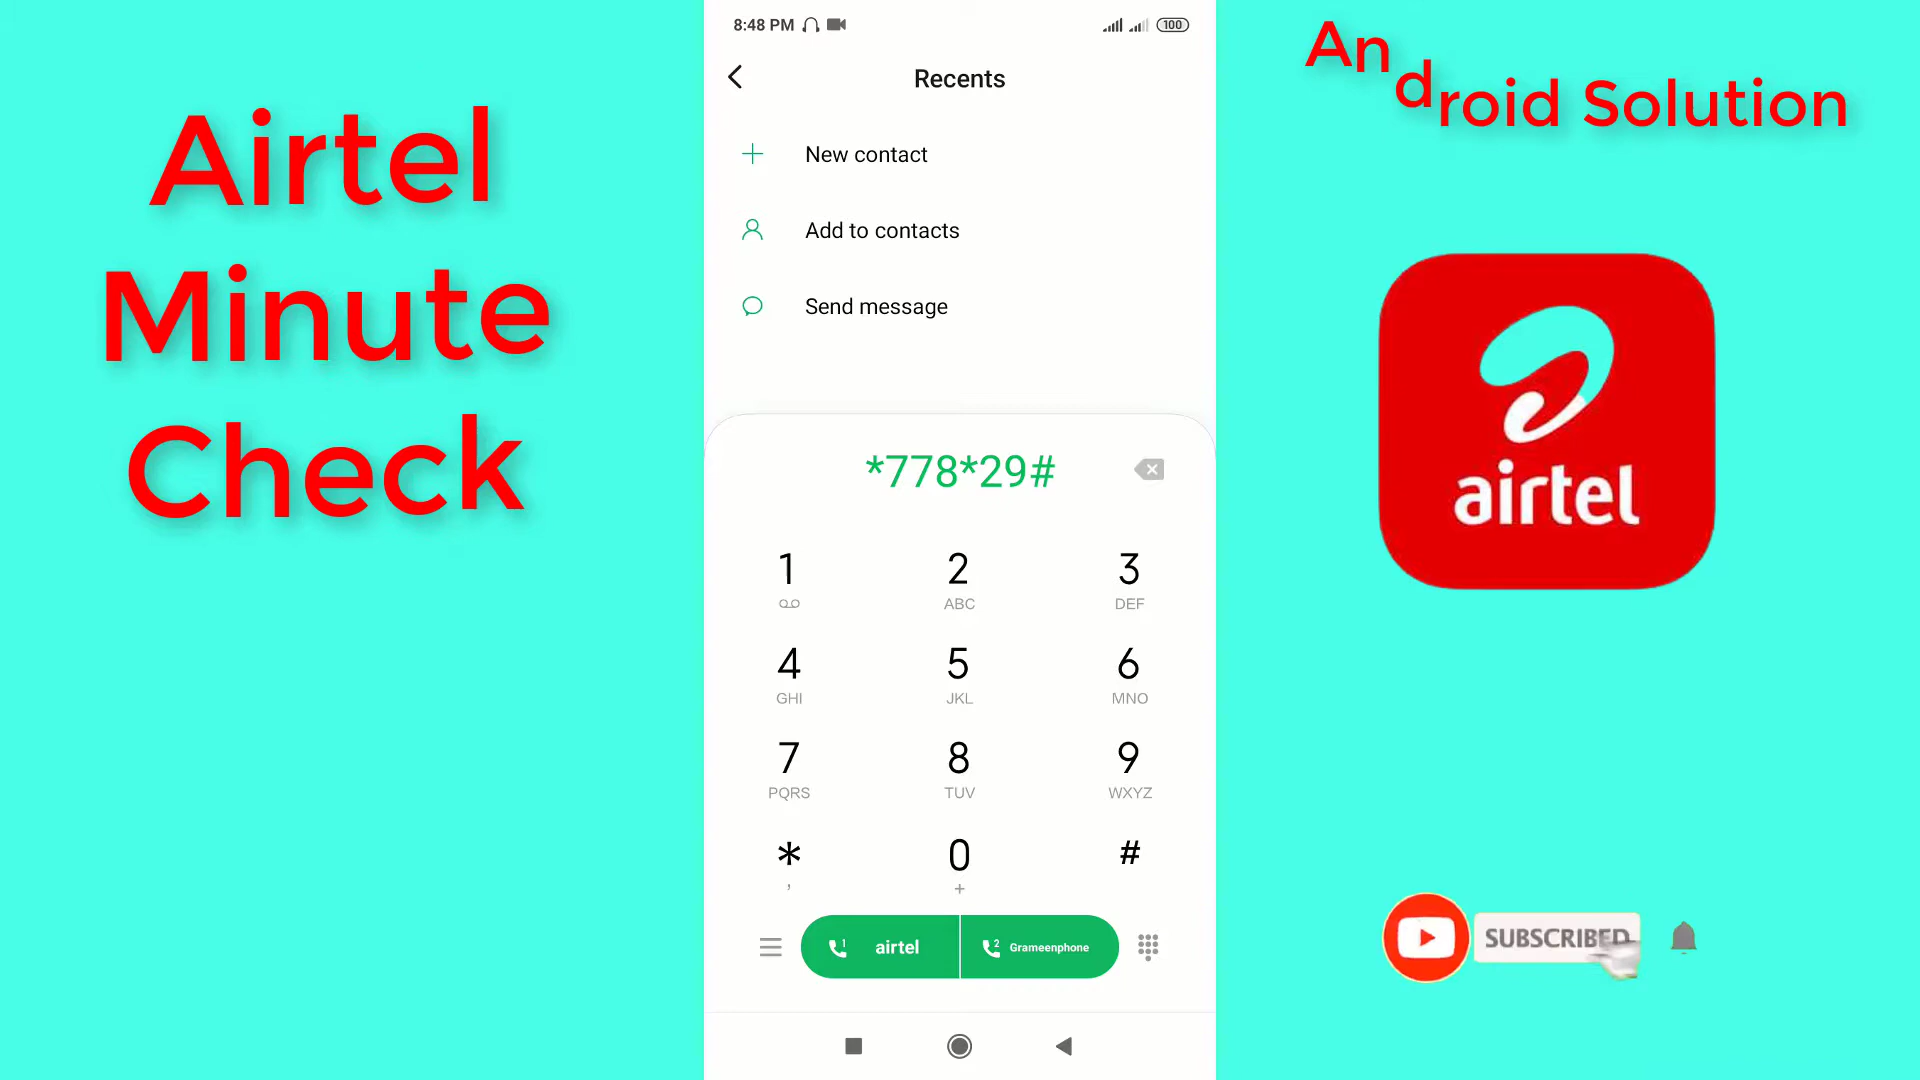 Airtel
Minute
Check
8:48 PM
100
Recents
New contact
Add to contacts
Send message
*778*29#
1
2 ABC
3 DEF
4 GHI
5 JKL
6 MNO
7 PQRS
8 TUV
9 WXYZ
* ,
0 +
#
1 airtel
2 Grameenphone
Android Solution
airtel
SUBSCRIBED